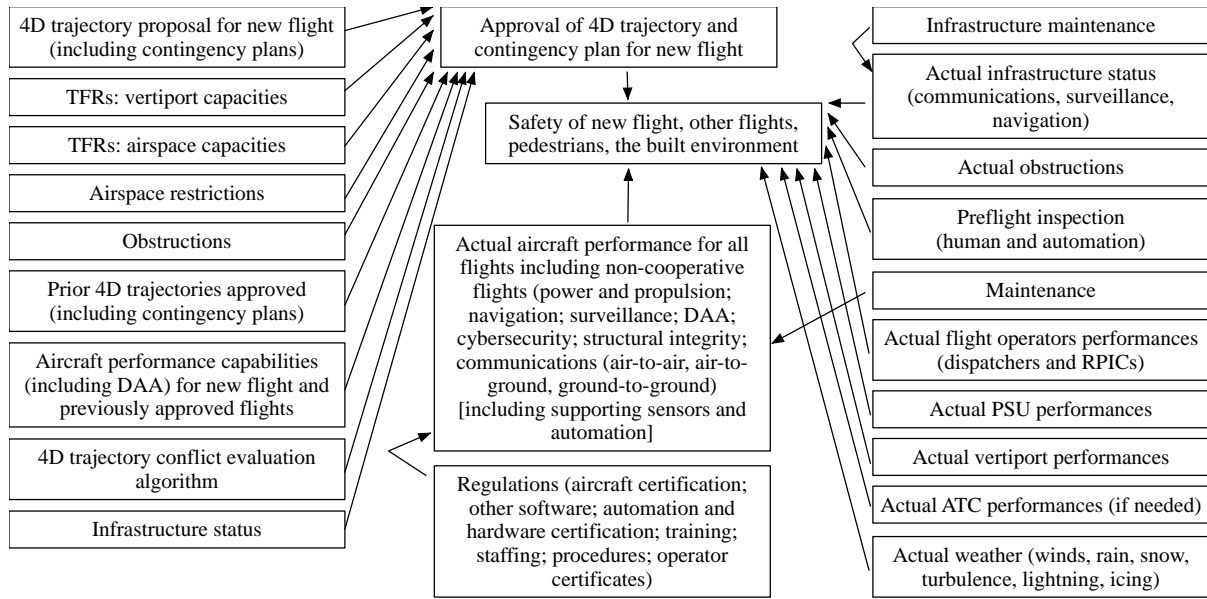 4D trajectory proposal for new flight
(including contingency plans)
TFRs: vertiport capacities
TFRs: airspace capacities
Airspace restrictions
Obstructions
Prior 4D trajectories approved
(including contingency plans)
Aircraft performance capabilities
(including DAA) for new flight and
previously approved flights
4D trajectory conflict evaluation
algorithm
Infrastructure status
Approval of 4D trajectory and
contingency plan for new flight
Safety of new flight, other flights,
pedestrians, the built environment
Actual aircraft performance for all
flights including non-cooperative
flights (power and propulsion;
navigation; surveillance; DAA;
cybersecurity; structural integrity;
communications (air-to-air, air-to-
ground, ground-to-ground)
[including supporting sensors and
automation]
Regulations (aircraft certification;
other software; automation and
hardware certification; training;
staffing; procedures; operator
certificates)
Infrastructure maintenance
Actual infrastructure status
(communications, surveillance,
navigation)
Actual obstructions
Preflight inspection
(human and automation)
Maintenance
Actual flight operators performances
(dispatchers and RPICs)
Actual PSU performances
Actual vertiport performances
Actual ATC performances (if needed)
Actual weather (winds, rain, snow,
turbulence, lightning, icing)